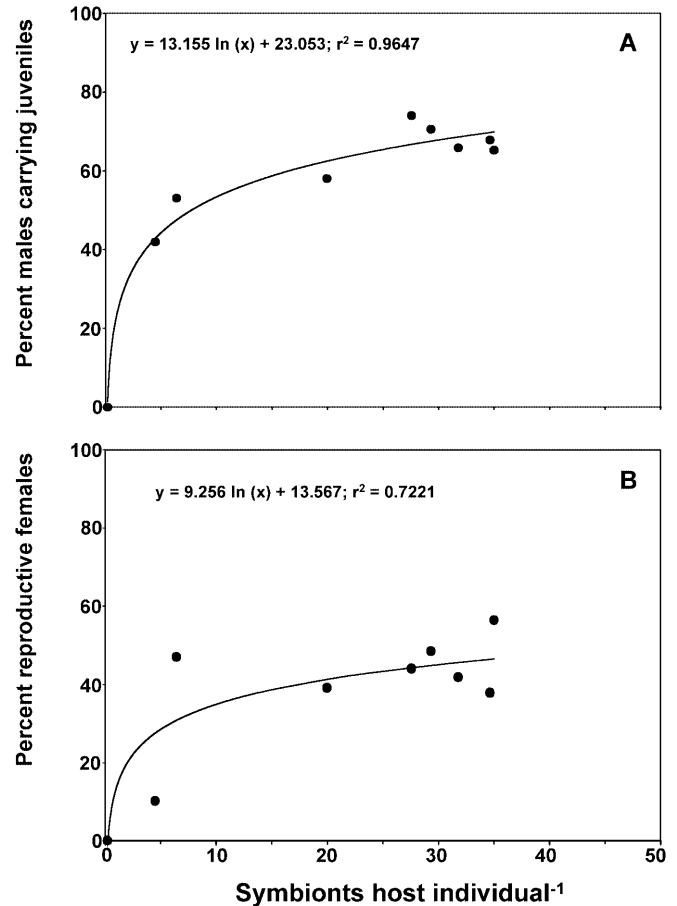 100
y = 13.155 ln (x) + 23.053; r² = 0.9647
A
80
60
40
20
0
Percent males carrying juveniles
100
y = 9.256 ln (x) + 13.567; r² = 0.7221
B
80
60
40
20
0
Percent reproductive females
0 10 20 30 40 50
Symbionts host individual⁻¹